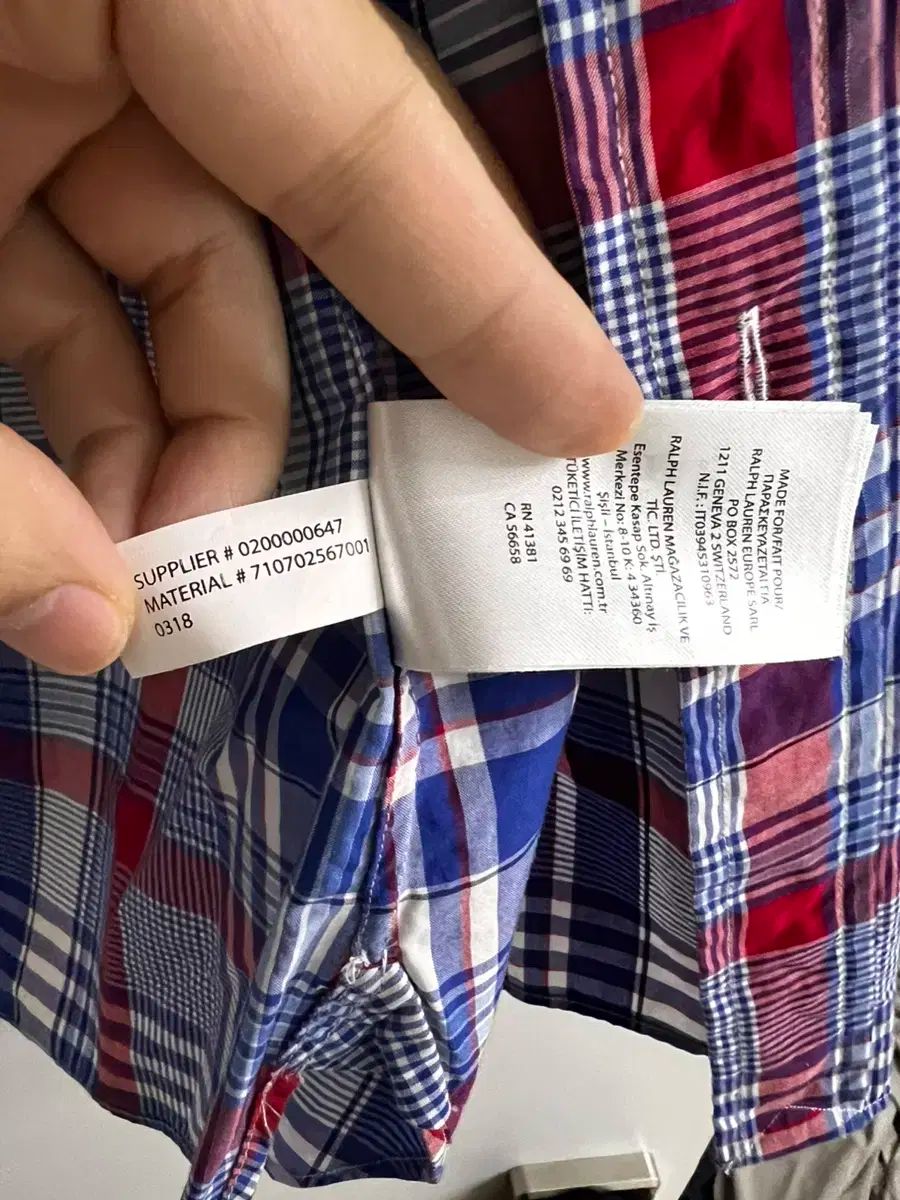 SUPPLIER # 0200000647
MATERIAL # 710702567001
0318
MADE FOR/FAIT POUR/
ΠΑΡΑΣΚΕΥΑΖΕΤΑΙ ΓΙΑ
RALPH LAUREN EUROPE SARL
PO BOX 2572
1211 GENEVA 2 SWITZERLAND
N.I.F.: IT03945310963
RALPH LAUREN MAĞAZACILIK VE
TİC. LTD. ŞTİ.
Esentepe Kasap Sok. Altınay İş
Merkezi No: 8-10 K: 4 34360
Şişli – İstanbul
www.ralphlauren.com.tr
TÜKETİCİ İLETİŞİM HATTI:
0212 345 69 69
RN 41381
CA 56658